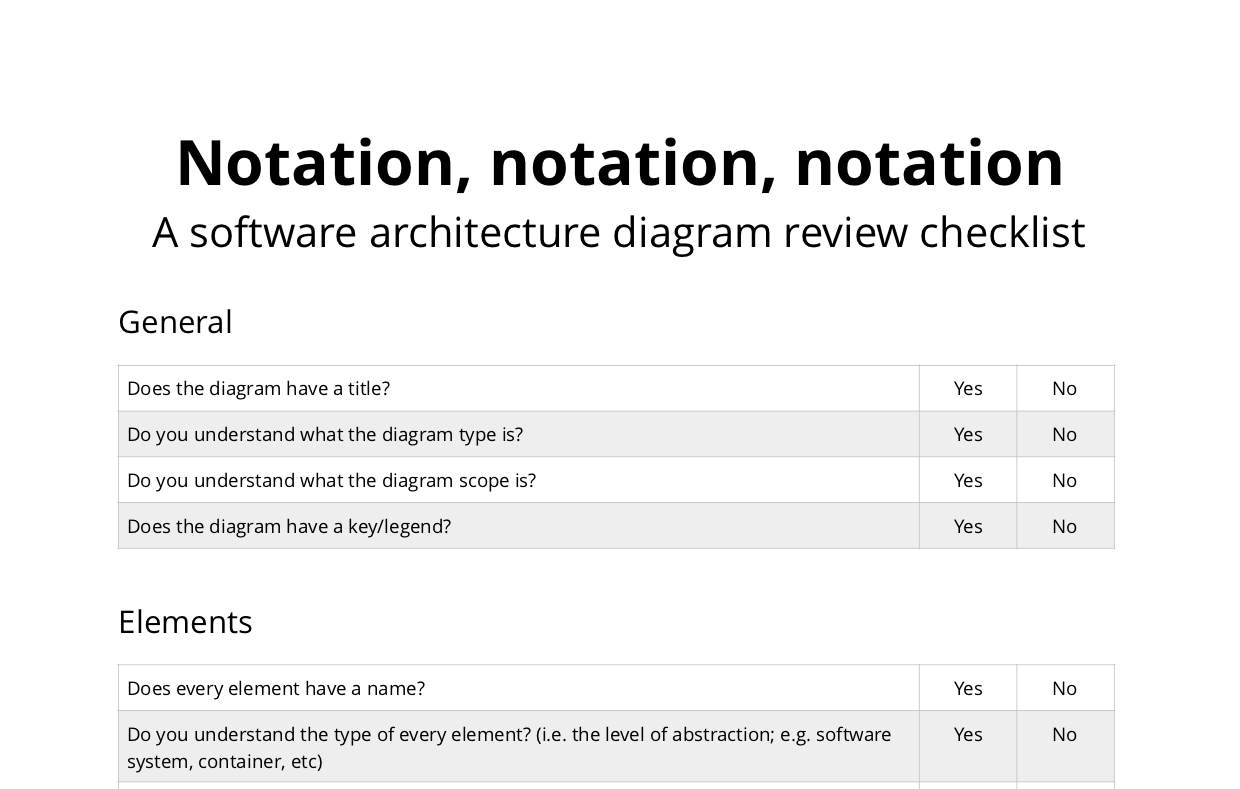 Notation, notation, notation
A software architecture diagram review checklist
General
Does the diagram have a title? Yes No
Do you understand what the diagram type is? Yes No
Do you understand what the diagram scope is? Yes No
Does the diagram have a key/legend? Yes No
Elements
Does every element have a name? Yes No
Do you understand the type of every element? (i.e. the level of abstraction; e.g. software Yes No
system, container, etc)